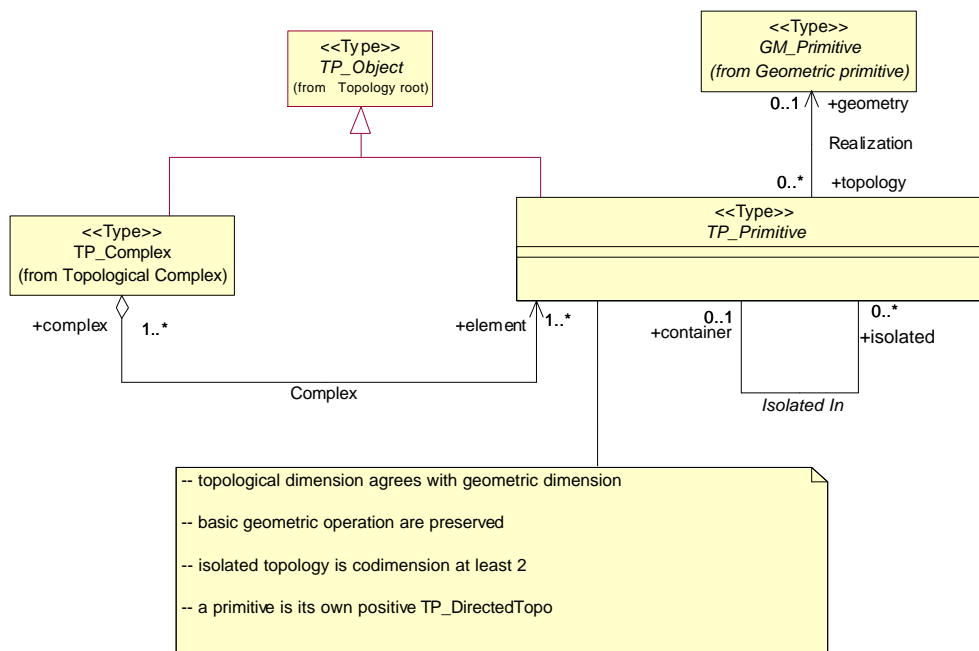 <<Type>>
TP_Object
(from Topology root)
<<Type>>
GM_Primitive
(from Geometric primitive)
0..1
+geometry
Realization
0..*
+topology
<<Type>>
TP_Complex
(from Topological Complex)
<<Type>>
TP_Primitive
+complex
1..*
+element
1..*
Complex
0..1
+container
0..*
+isolated
Isolated In
-- topological dimension agrees with geometric dimension
-- basic geometric operation are preserved
-- isolated topology is codimension at least 2
-- a primitive is its own positive TP_DirectedTopo